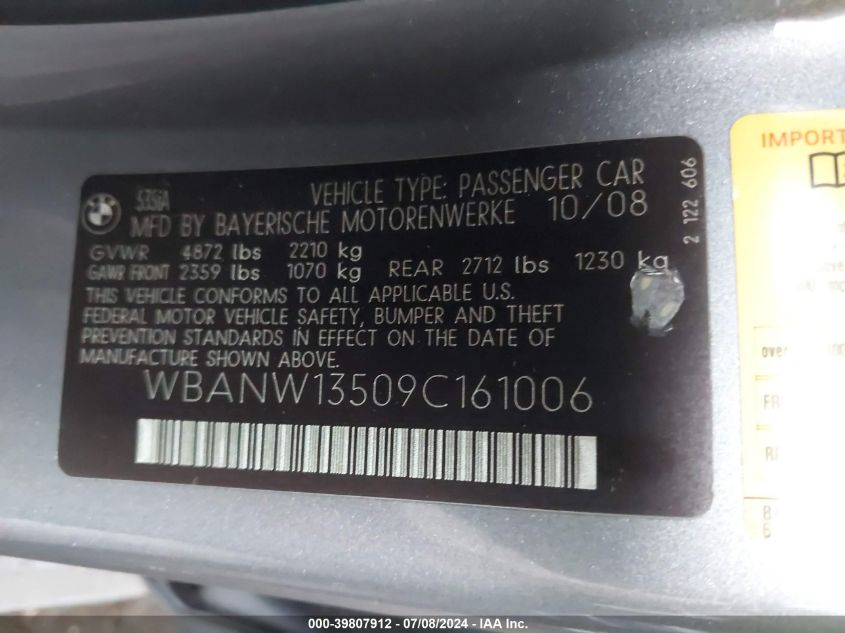 535iA VEHICLE TYPE: PASSENGER CAR
MFD BY BAYERISCHE MOTORENWERKE 10/08
GVWR 4872 lbs 2210 kg
GAWR FRONT 2359 lbs 1070 kg REAR 2712 lbs 1230 kg
THIS VEHICLE CONFORMS TO ALL APPLICABLE U.S.
FEDERAL MOTOR VEHICLE SAFETY, BUMPER AND THEFT
PREVENTION STANDARDS IN EFFECT ON THE DATE OF
MANUFACTURE SHOWN ABOVE.
WBANW13509C161006
2 122 606
IMPORT
over
FR
000-39807912 - 07/08/2024 - IAA Inc.